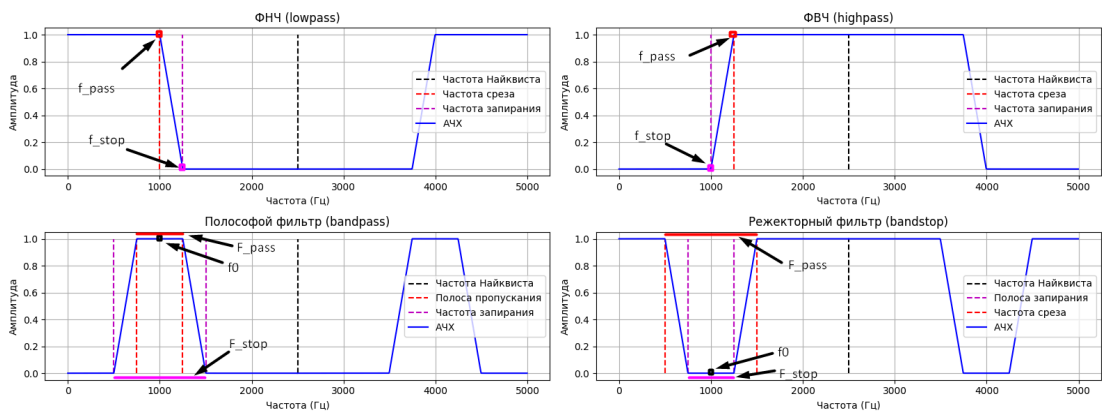 ФНЧ (lowpass)
1.0
0.8
0.6
0.4
0.2
0.0
Амплитуда
f_pass
f_stop
Частота Найквиста
Частота среза
Частота запирания
АЧХ
0 1000 2000 3000 4000 5000
Частота (Гц)
ФВЧ (highpass)
1.0
0.8
0.6
0.4
0.2
0.0
Амплитуда
f_pass
f_stop
Частота Найквиста
Частота среза
Частота запирания
АЧХ
0 1000 2000 3000 4000 5000
Частота (Гц)
Полософой фильтр (bandpass)
1.0
0.8
0.6
0.4
0.2
0.0
Амплитуда
F_pass
f0
F_stop
Частота Найквиста
Полоса пропускания
Частота запирания
АЧХ
0 1000 2000 3000 4000 5000
Частота (Гц)
Режекторный фильтр (bandstop)
1.0
0.8
0.6
0.4
0.2
0.0
Амплитуда
F_pass
f0
F_stop
Частота Найквиста
Полоса запирания
Частота среза
АЧХ
0 1000 2000 3000 4000 5000
Частота (Гц)